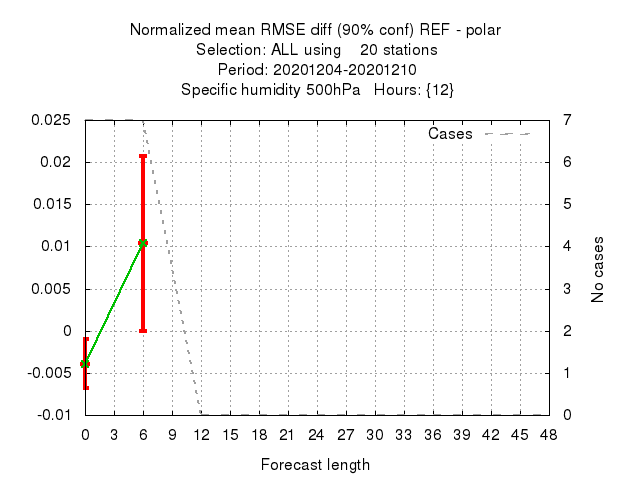 Normalized mean RMSE diff (90% conf) REF - polar
Selection: ALL using 20 stations
Period: 20201204-20201210
Specific humidity 500hPa Hours: {12}
Cases
0.025
0.02
0.015
0.01
0.005
0
-0.005
-0.01
7
6
5
4
3
2
1
0
No cases
0 3 6 9 12 15 18 21 24 27 30 33 36 39 42 45 48
Forecast length